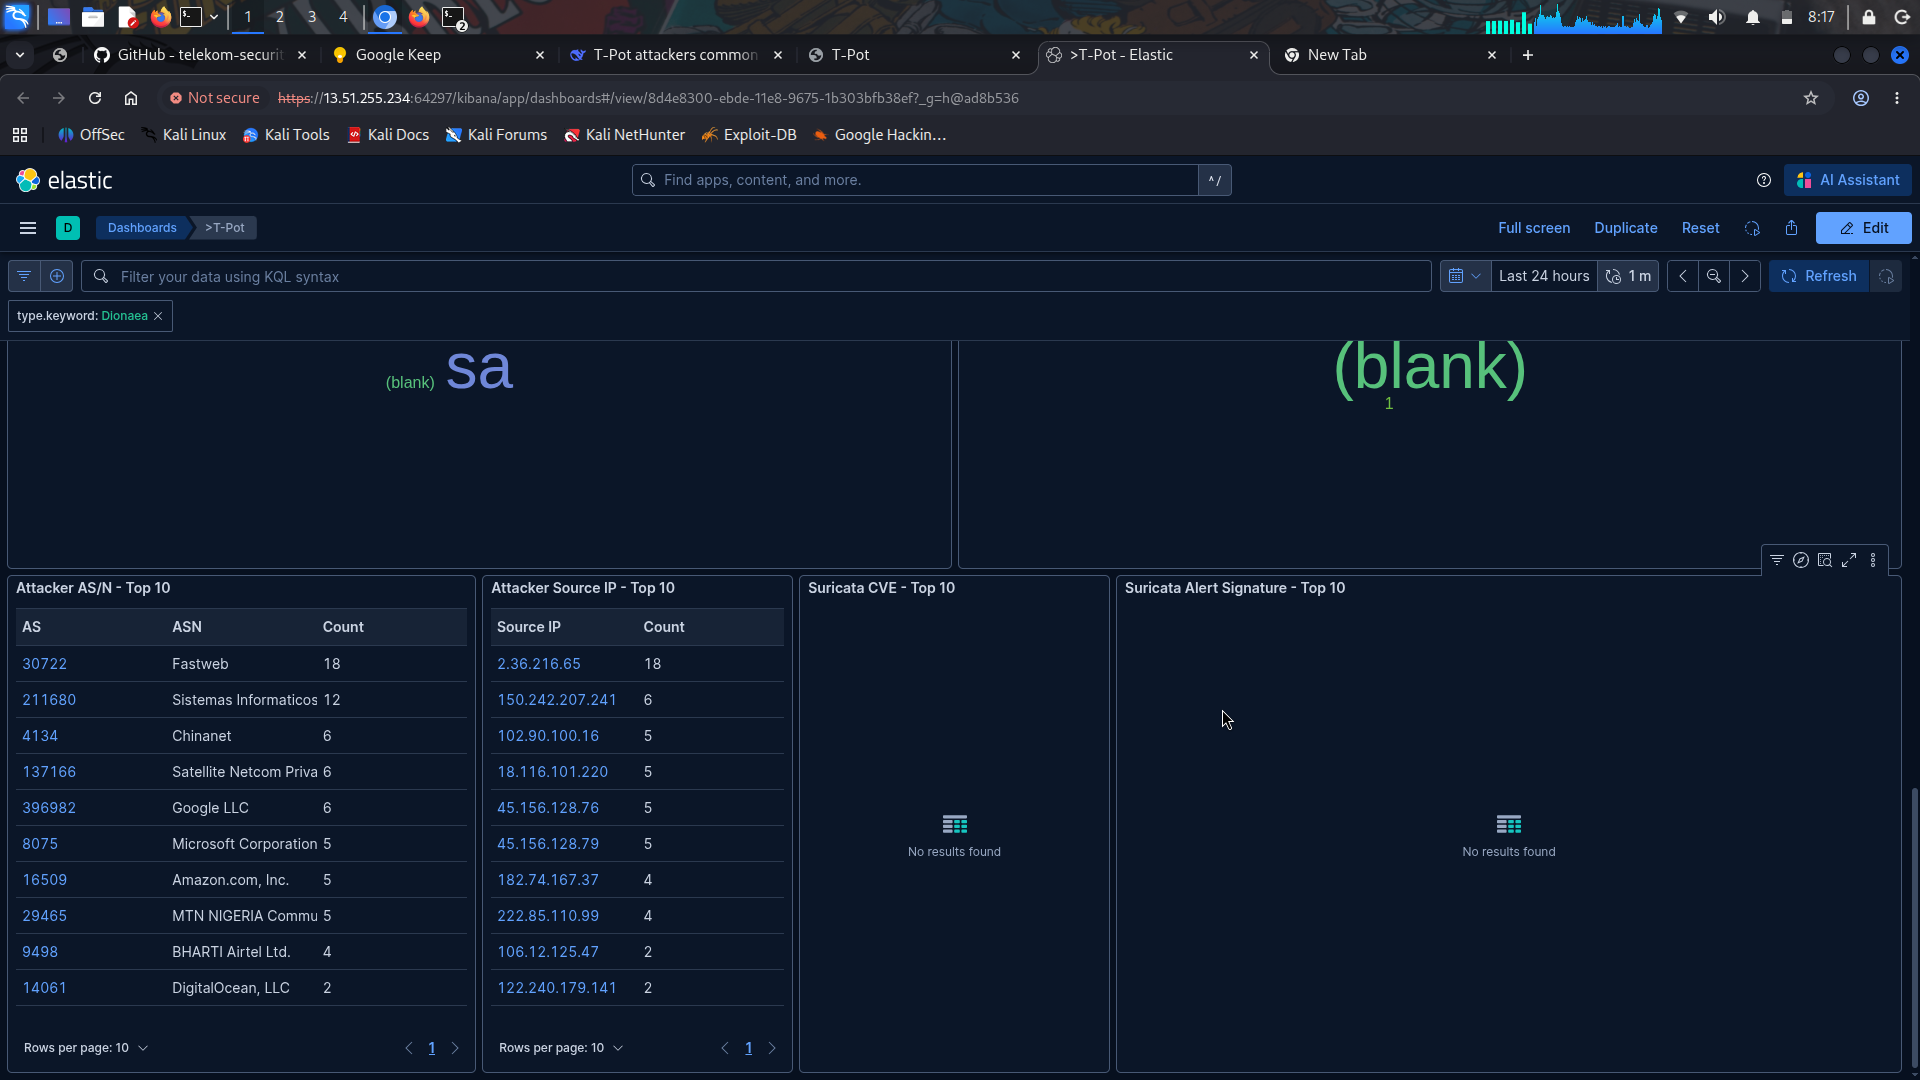 1 2 3 4 2 8:17
GitHub - telekom-securit Google Keep T-Pot attackers common T-Pot >T-Pot - Elastic New Tab
Not secure https://13.51.255.234:64297/kibana/app/dashboards#/view/8d4e8300-ebde-11e8-9675-1b303bfb38ef?_g=h@ad8b536
OffSec Kali Linux Kali Tools Kali Docs Kali Forums Kali NetHunter Exploit-DB Google Hackin…
elastic Find apps, content, and more. ^ / AI Assistant
D Dashboards >T-Pot Full screen Duplicate Reset Edit
Filter your data using KQL syntax Last 24 hours 1 m Refresh
type.keyword: Dionaea
(blank) sa (blank)
1
Attacker AS/N - Top 10 Attacker Source IP - Top 10 Suricata CVE - Top 10 Suricata Alert Signature - Top 10
AS ASN Count Source IP Count
30722 Fastweb 18 2.36.216.65 18
211680 Sistemas Informaticos 12 150.242.207.241 6
4134 Chinanet 6 102.90.100.16 5
137166 Satellite Netcom Priva 6 18.116.101.220 5
396982 Google LLC 6 45.156.128.76 5
8075 Microsoft Corporation 5 45.156.128.79 5
No results found No results found
16509 Amazon.com, Inc. 5 182.74.167.37 4
29465 MTN NIGERIA Commu 5 222.85.110.99 4
9498 BHARTI Airtel Ltd. 4 106.12.125.47 2
14061 DigitalOcean, LLC 2 122.240.179.141 2
Rows per page: 10 1 Rows per page: 10 1